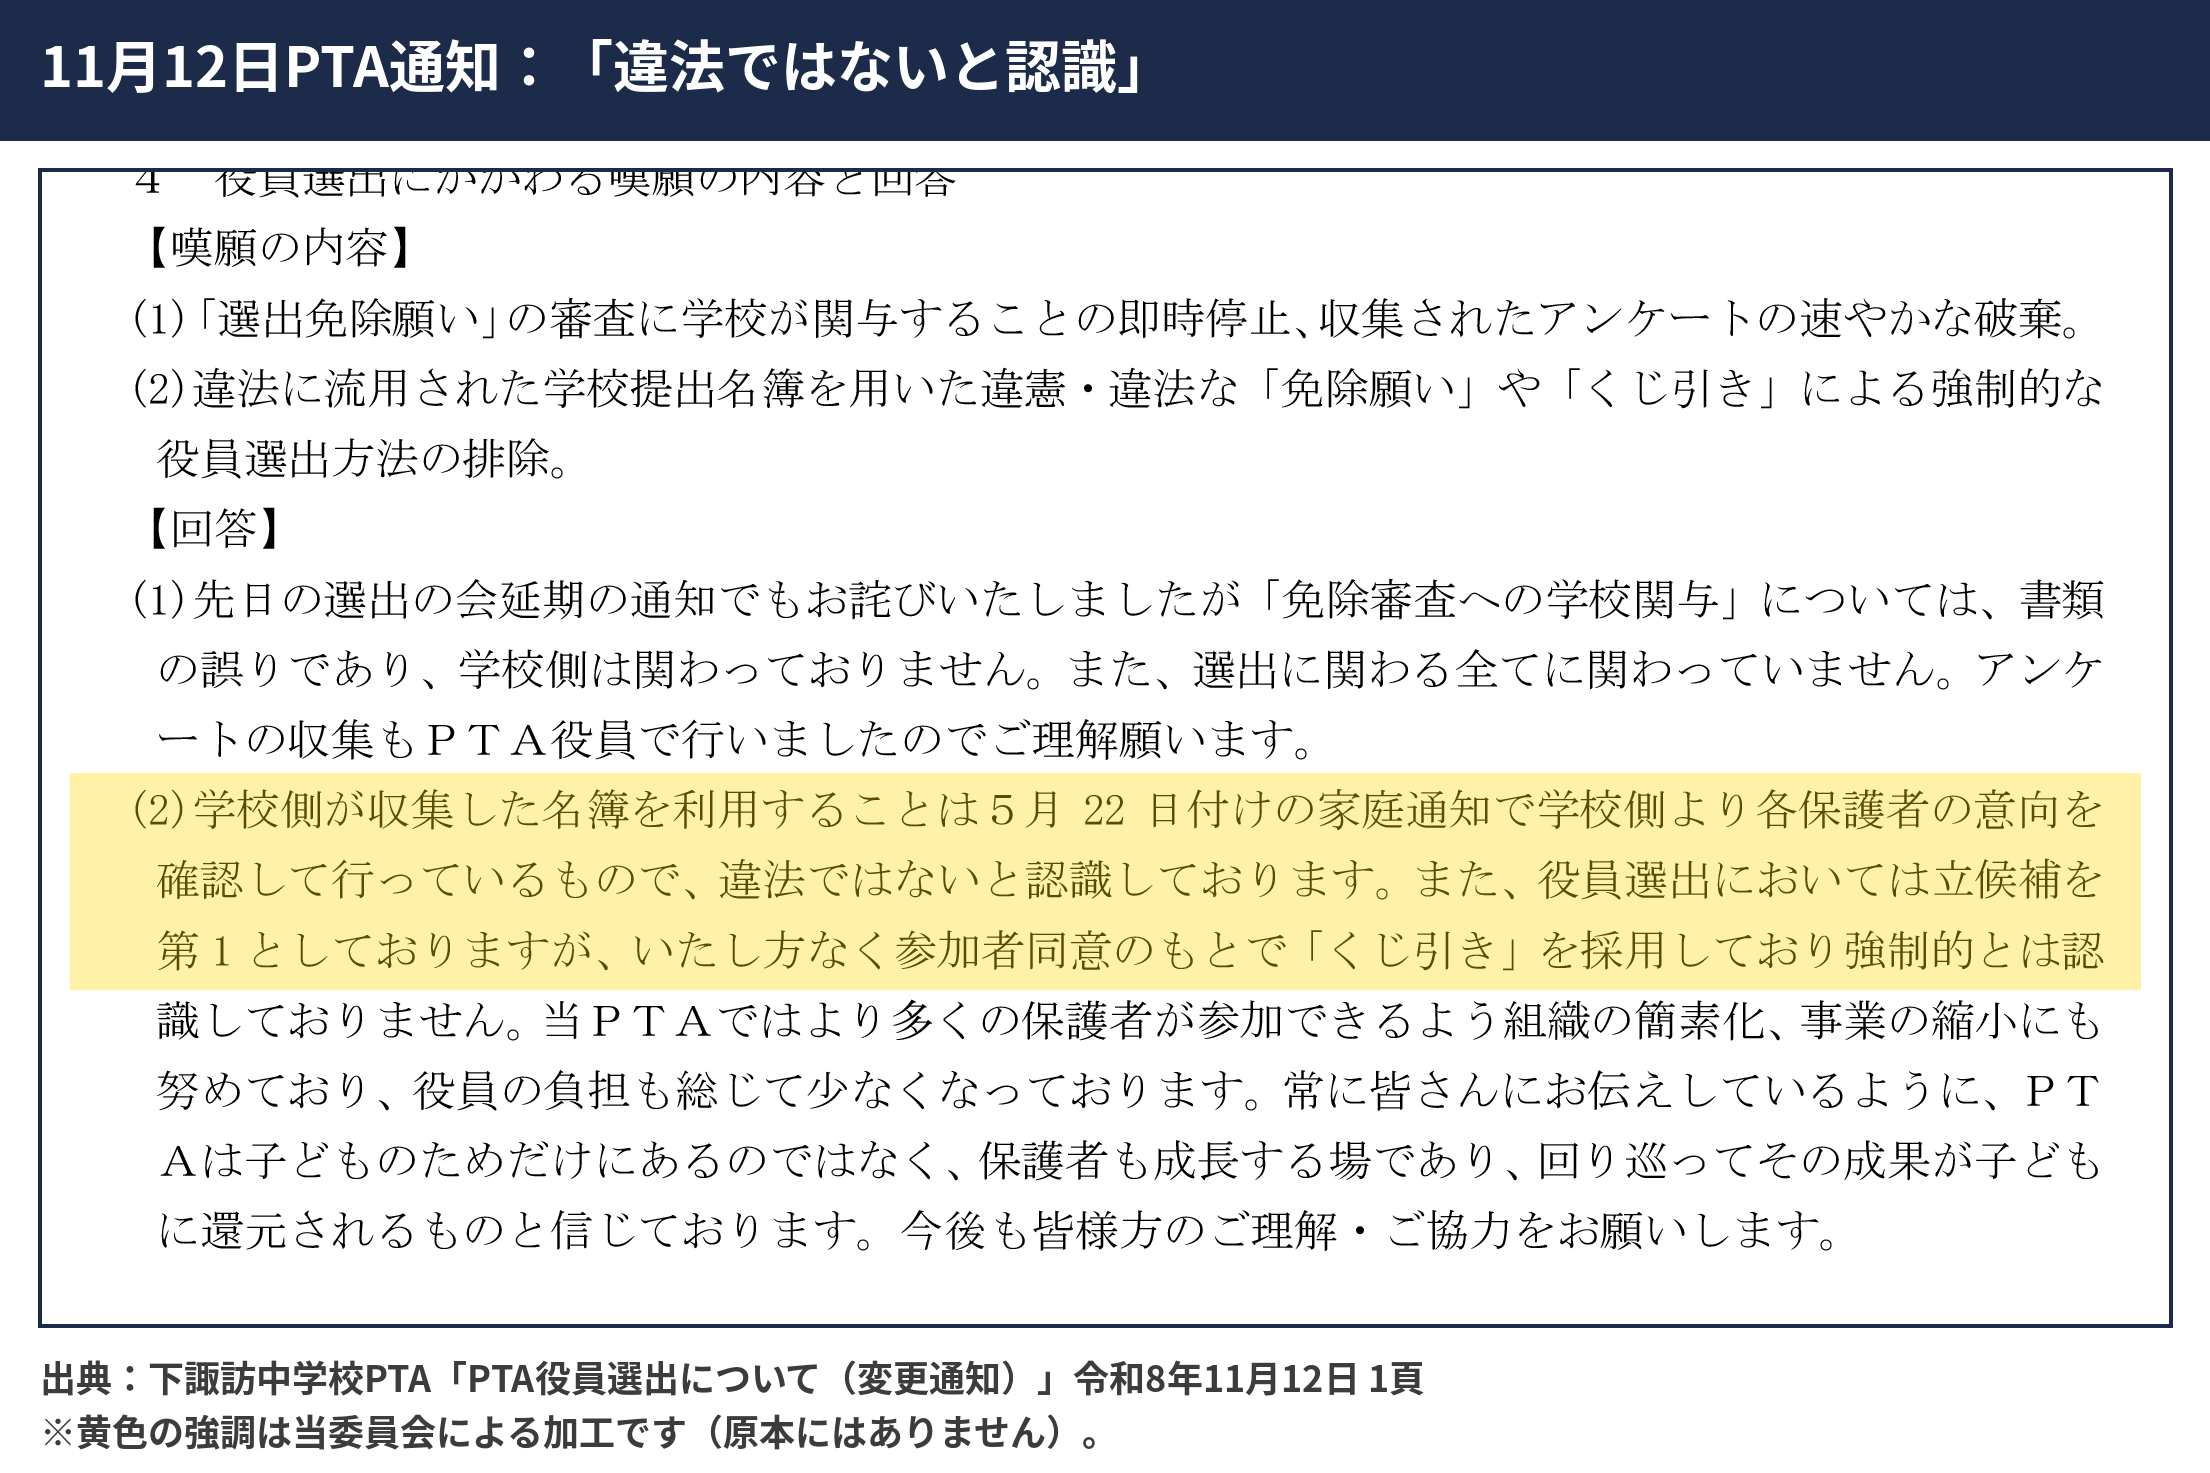 11月12日PTA通知：「違法ではないと認識」
４　役員選出にかかわる嘆願の内容と回答
【嘆願の内容】
(1)「選出免除願い」の審査に学校が関与することの即時停止、収集されたアンケートの速やかな破棄。
(2)違法に流用された学校提出名簿を用いた違憲・違法な「免除願い」や「くじ引き」による強制的な
役員選出方法の排除。
【回答】
(1)先日の選出の会延期の通知でもお詫びいたしましたが「免除審査への学校関与」については、書類
の誤りであり、学校側は関わっておりません。また、選出に関わる全てに関わっていません。アンケ
ートの収集もＰＴＡ役員で行いましたのでご理解願います。
(2)学校側が収集した名簿を利用することは５月 22 日付けの家庭通知で学校側より各保護者の意向を
確認して行っているもので、違法ではないと認識しております。また、役員選出においては立候補を
第１としておりますが、いたし方なく参加者同意のもとで「くじ引き」を採用しており強制的とは認
識しておりません。当ＰＴＡではより多くの保護者が参加できるよう組織の簡素化、事業の縮小にも
努めており、役員の負担も総じて少なくなっております。常に皆さんにお伝えしているように、ＰＴ
Ａは子どものためだけにあるのではなく、保護者も成長する場であり、回り巡ってその成果が子ども
に還元されるものと信じております。今後も皆様方のご理解・ご協力をお願いします。
出典：下諏訪中学校PTA「PTA役員選出について（変更通知）」令和8年11月12日 1頁
※黄色の強調は当委員会による加工です（原本にはありません）。